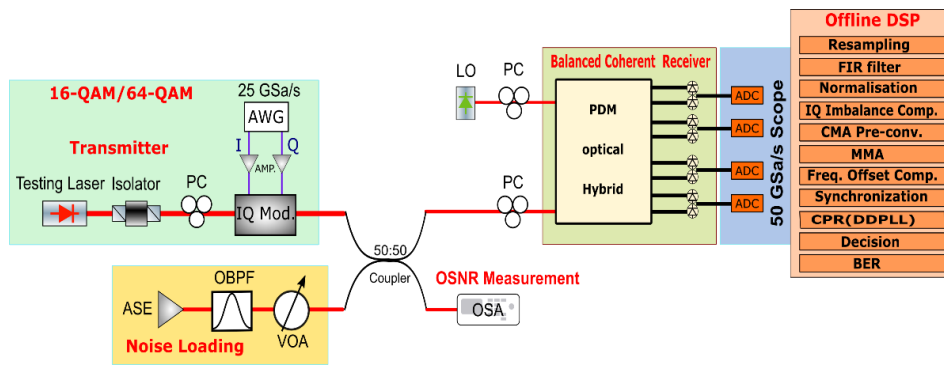 16-QAM/64-QAM
25 GSa/s
AWG
I
Q
AMP.
Transmitter
Testing Laser
Isolator
PC
IQ Mod.
50:50
Coupler
OBPF
ASE
VOA
Noise Loading
OSNR Measurement
OSA
LO
PC
PC
Balanced Coherent Receiver
PDM
optical
Hybrid
ADC
ADC
ADC
ADC
50 GSa/s Scope
Offline DSP
Resampling
FIR filter
Normalisation
IQ Imbalance Comp.
CMA Pre-conv.
MMA
Freq. Offset Comp.
Synchronization
CPR(DDPLL)
Decision
BER